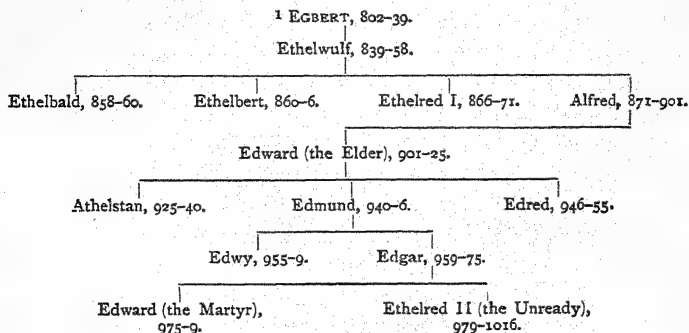 1 EGBERT, 802-39.
Ethelwulf, 839-58.
Ethelbald, 858-60. Ethelbert, 860-6. Ethelred I, 866-71. Alfred, 871-901.
Edward (the Elder), 901-25.
Athelstan, 925-40. Edmund, 940-6. Edred, 946-55.
Edwy, 955-9. Edgar, 959-75.
Edward (the Martyr), Ethelred II (the Unready),
975-9. 979-1016.